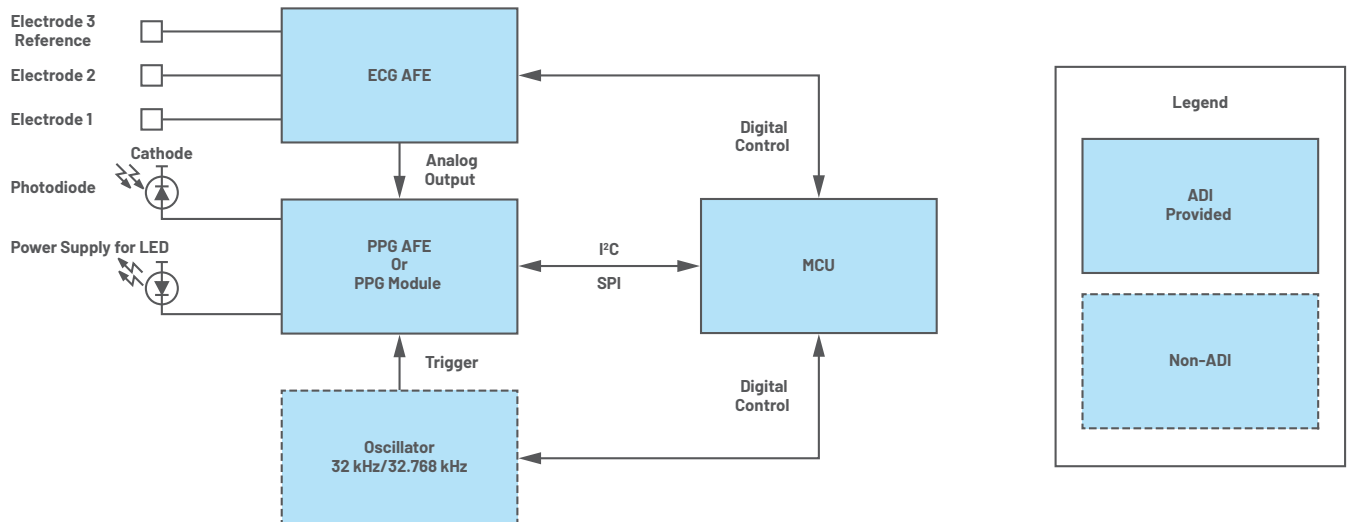 Electrode 3
Reference
Electrode 2
Electrode 1
Cathode
Photodiode
Power Supply for LED
ECG AFE
Analog
Output
PPG AFE
Or
PPG Module
Trigger
Oscillator
32 kHz/32.768 kHz
Digital
Control
I²C
SPI
MCU
Digital
Control
Legend
ADI
Provided
Non-ADI